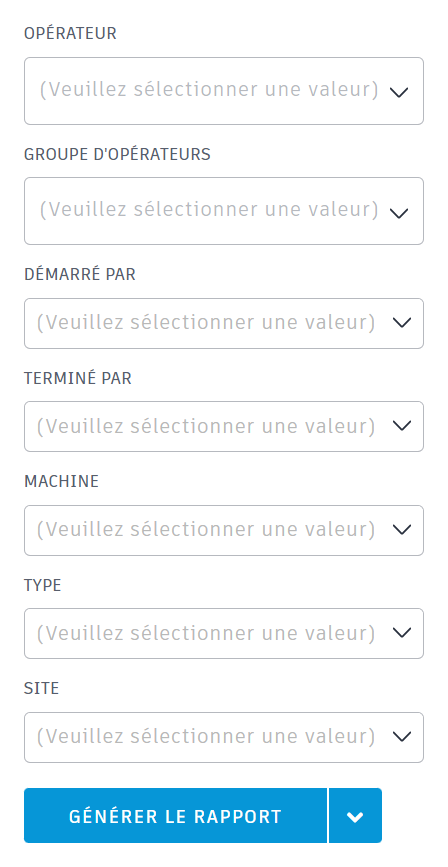 OPÉRATEUR
(Veuillez sélectionner une valeur)
GROUPE D'OPÉRATEURS
(Veuillez sélectionner une valeur)
DÉMARRÉ PAR
(Veuillez sélectionner une valeur)
TERMINÉ PAR
(Veuillez sélectionner une valeur)
MACHINE
(Veuillez sélectionner une valeur)
TYPE
(Veuillez sélectionner une valeur)
SITE
(Veuillez sélectionner une valeur)
GÉNÉRER LE RAPPORT